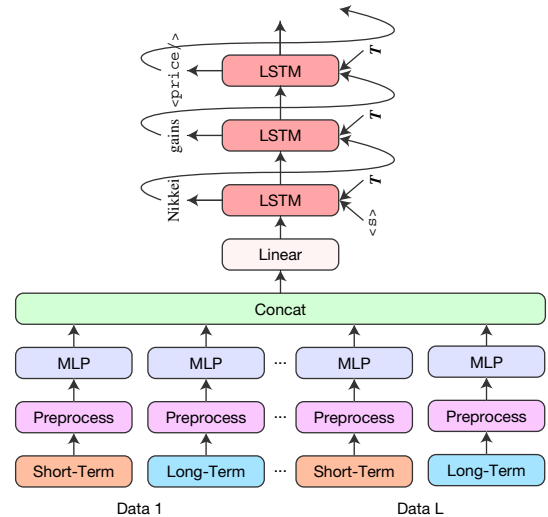 <price/>
LSTM
T
gains
LSTM
T
Nikkei
LSTM
T
<s>
Linear
Concat
MLP MLP ... MLP MLP
Preprocess Preprocess ... Preprocess Preprocess
Short-Term Long-Term ... Short-Term Long-Term
Data 1 Data L